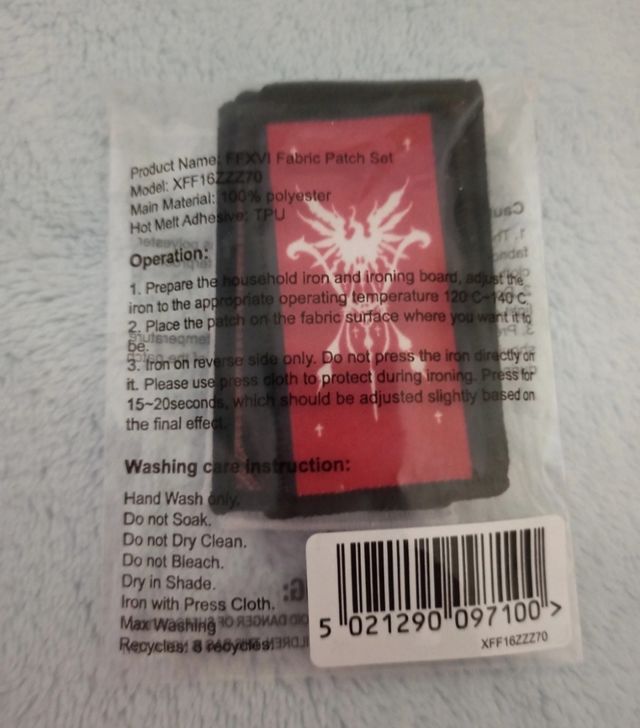 Product Name: FFXVI Fabric Patch Set
Model: XFF16ZZZ70
Main Material: 100% polyester
Hot Melt Adhesive: TPU
Operation:
1. Prepare the household iron and ironing board, adjust the
iron to the appropriate operating temperature 120 C~140 C.
2. Place the patch on the fabric surface where you want it to
be.
3. Iron on reverse side only. Do not press the iron directly on
it. Please use press cloth to protect during ironing. Press for
15~20seconds, which should be adjusted slightly based on
the final effect.
Washing care instruction:
Hand Wash only.
Do not Soak.
Do not Dry Clean.
Do not Bleach.
Dry in Shade.
Iron with Press Cloth.
Max Washing
Recycles: 8 recycles.
5 021290 097100 >
XFF16ZZZ70